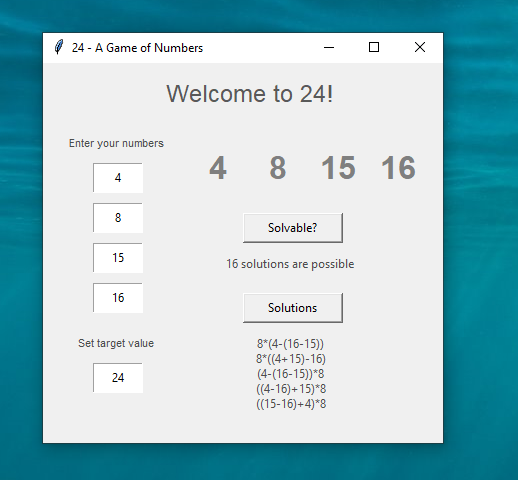 24 - A Game of Numbers
Welcome to 24!
Enter your numbers
4 8 15 16
4
8
15
16
Solvable?
16 solutions are possible
Solutions
Set target value
24
8*(4-(16-15))
8*((4+15)-16)
(4-(16-15))*8
((4-16)+15)*8
((15-16)+4)*8